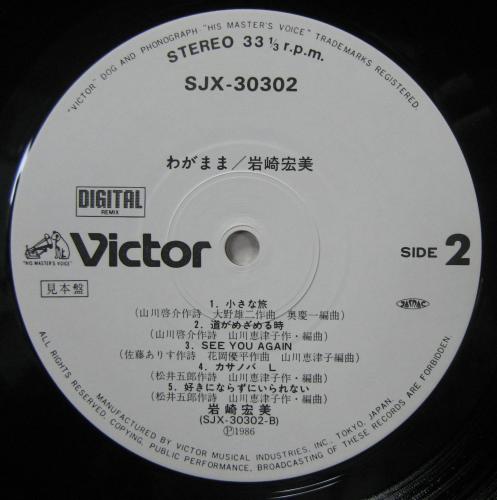 "VICTOR" DOG AND PHONOGRAPH "HIS MASTER'S VOICE" TRADEMARKS REGISTERED.
STEREO 33 1/3 r.p.m.
SJX-30302
わがまま／岩崎宏美
DIGITAL
REMIX
"HIS MASTER'S VOICE"
Victor
SIDE 2
見本盤
JASRAC
1. 小さな旅
(山川啓介作詩 大野雄二作曲 奥慶一編曲)
2. 道がめざめる時
(山川啓介作詩 山川恵津子作・編曲)
3. SEE YOU AGAIN
(佐藤ありす作詩 花岡優平作曲 山川恵津子編曲)
4. カサノバ L
(松井五郎作詩 山川恵津子作・編曲)
5. 好きにならずにいられない
(松井五郎作詩 山川恵津子作・編曲)
岩崎宏美
(SJX-30302-B)
Ⓟ1986
MANUFACTURED BY VICTOR MUSICAL INDUSTRIES, INC., TOKYO, JAPAN.
ALL RIGHTS RESERVED, COPYING, PUBLIC PERFORMANCE, BROADCASTING OF THESE RECORDS ARE FORBIDDEN.